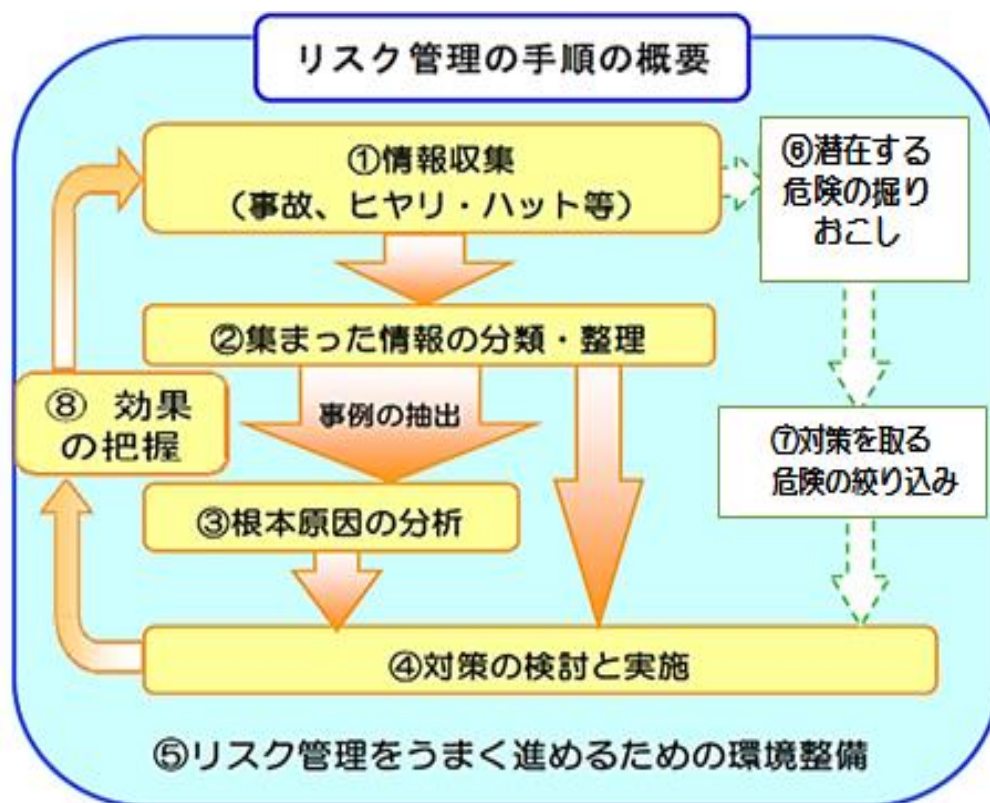 リスク管理の手順の概要
①情報収集
（事故、ヒヤリ・ハット等）
⑥潜在する
危険の掘り
おこし
②集まった情報の分類・整理
事例の抽出
⑧ 効果
の把握
⑦対策を取る
危険の絞り込み
③根本原因の分析
④対策の検討と実施
⑤リスク管理をうまく進めるための環境整備